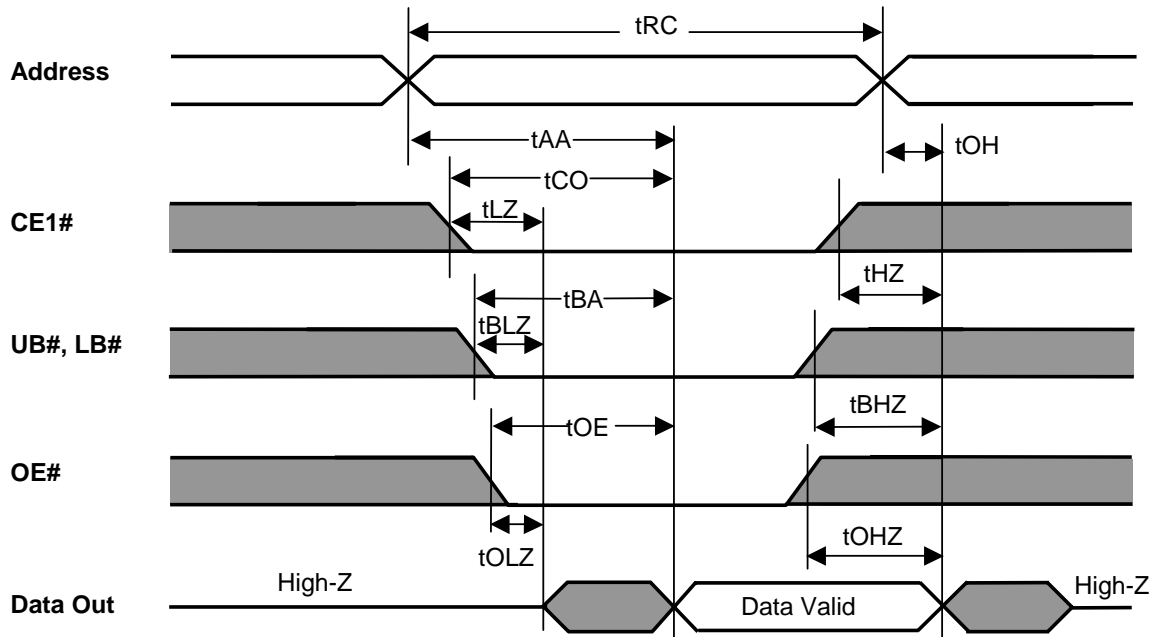 tRC
Address
tAA
tOH
tCO
CE1#
tLZ
tHZ
tBA
UB#, LB#
tBLZ
tBHZ
tOE
OE#
tOLZ
tOHZ
High-Z
High-Z
Data Out
Data Valid